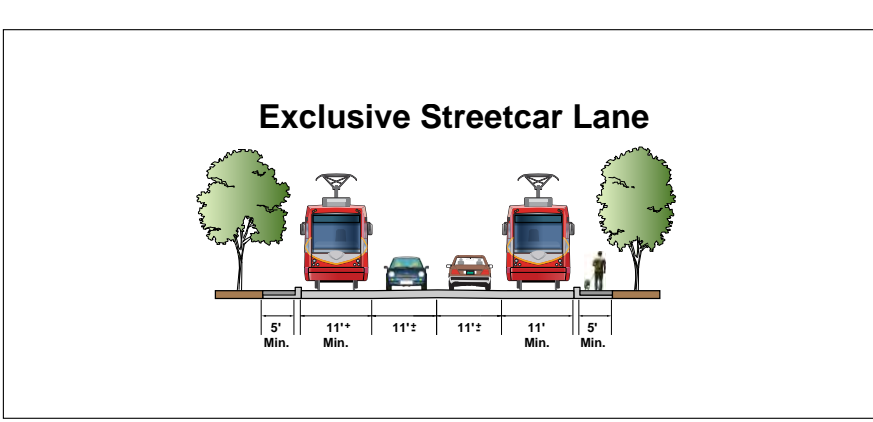 Exclusive Streetcar Lane
5' 11'+ 11'± 11'± 11' 5'
Min. Min. Min. Min.